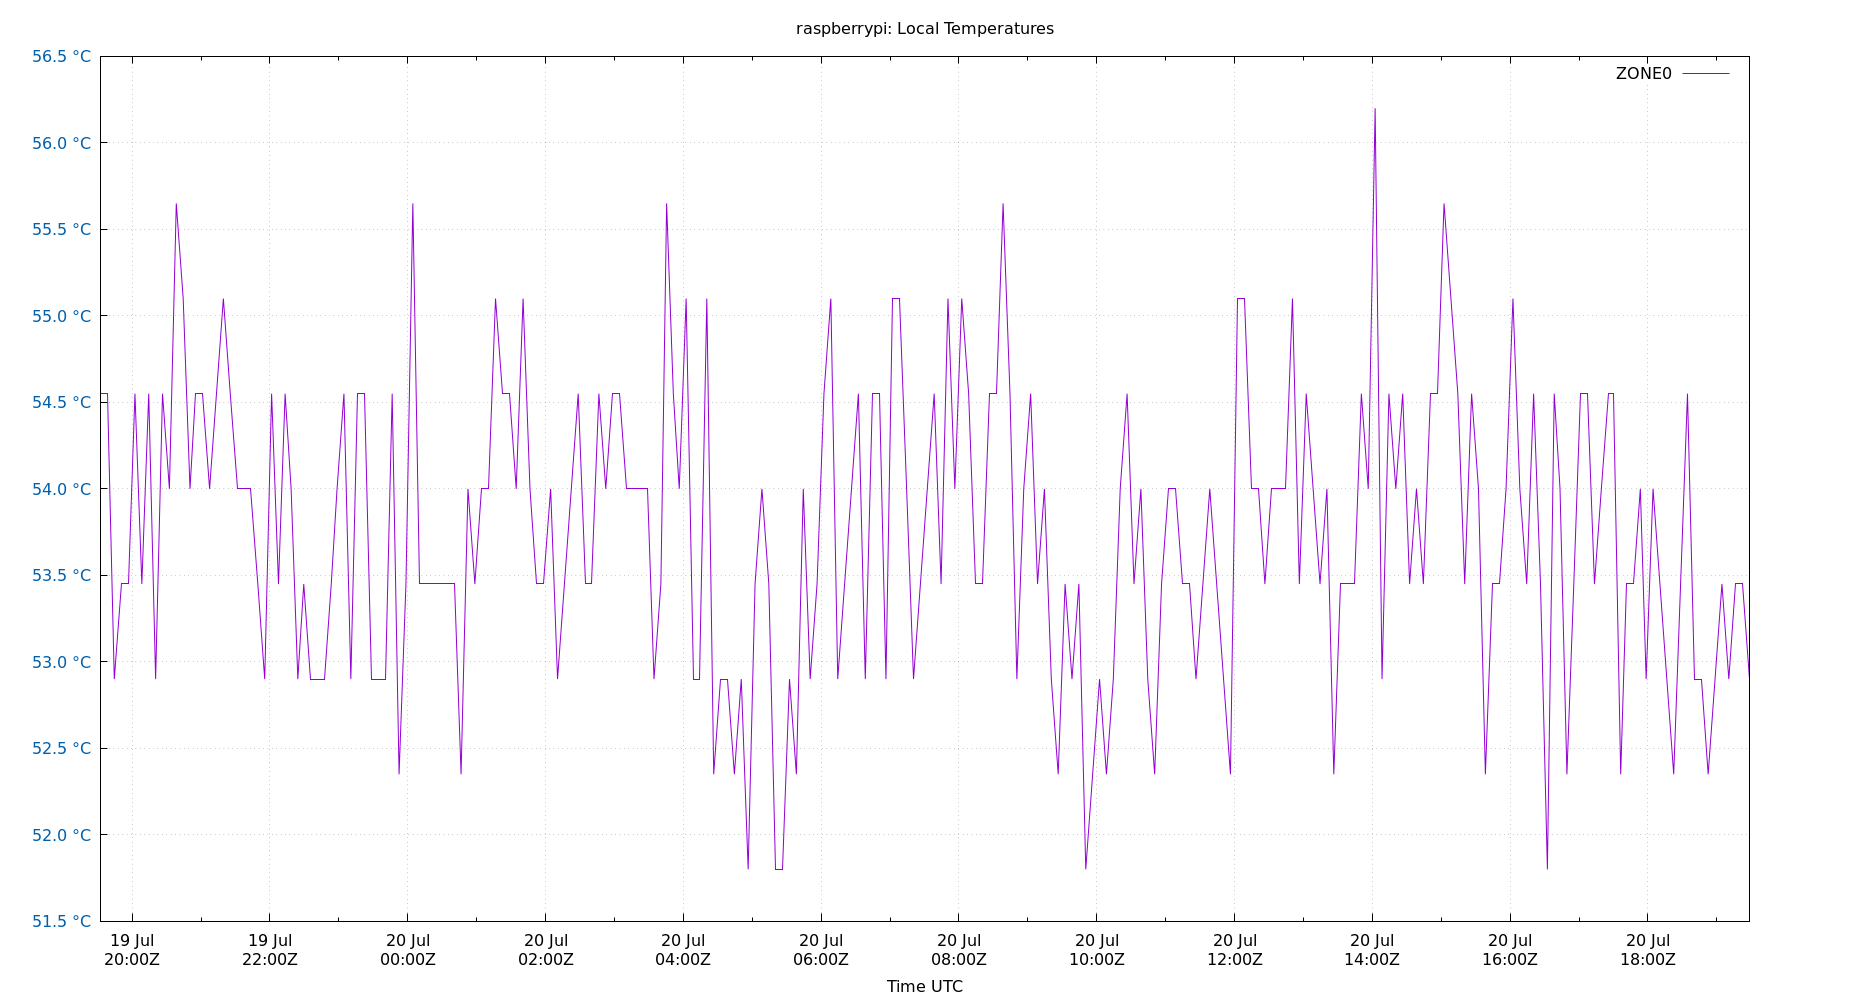 raspberrypi: Local Temperatures
56.5 °C
ZONE0
56.0 °C
55.5 °C
55.0 °C
54.5 °C
54.0 °C
53.5 °C
53.0 °C
52.5 °C
52.0 °C
51.5 °C
19 Jul 19 Jul 20 Jul 20 Jul 20 Jul 20 Jul 20 Jul 20 Jul 20 Jul 20 Jul 20 Jul 20 Jul
20:00Z 22:00Z 00:00Z 02:00Z 04:00Z 06:00Z 08:00Z 10:00Z 12:00Z 14:00Z 16:00Z 18:00Z
Time UTC